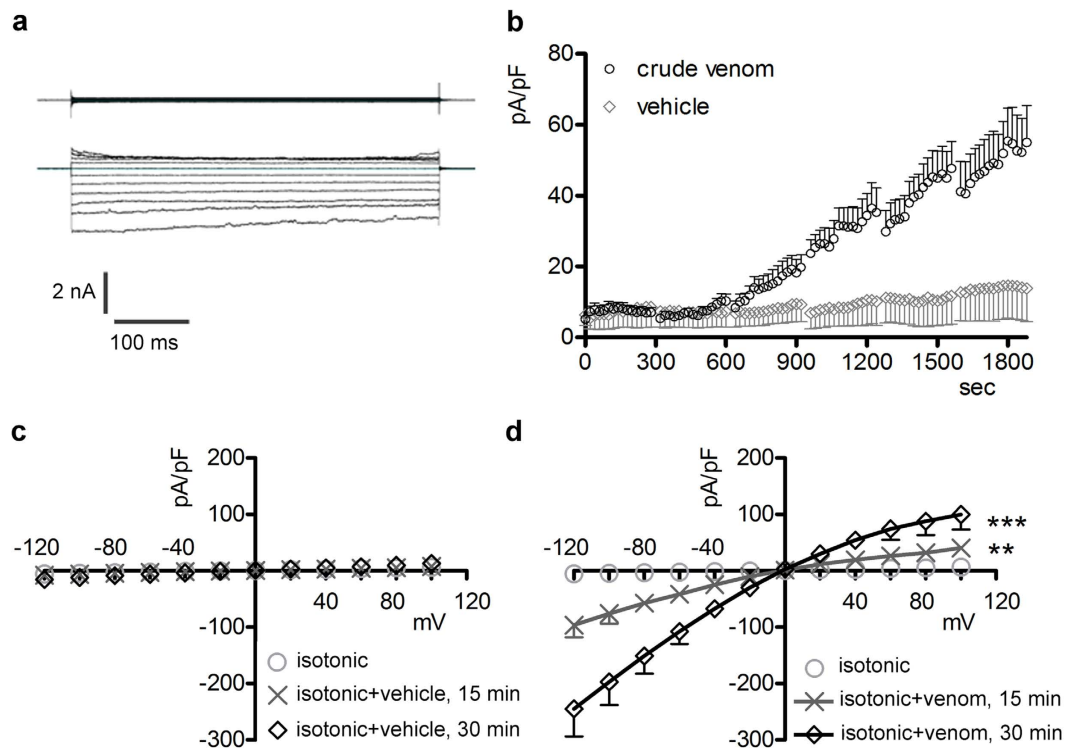 a
2 nA
100 ms
b
pA/pF
80
60
40
20
0
crude venom
vehicle
0 300 600 900 1200 1500 1800
sec
c
pA/pF
200
100
-120 -80 -40
40 80 120
mV
-100
-200
-300
isotonic
isotonic+vehicle, 15 min
isotonic+vehicle, 30 min
d
pA/pF
200
100
-120 -80 -40
40 80 120
mV
***
**
-100
-200
-300
isotonic
isotonic+venom, 15 min
isotonic+venom, 30 min